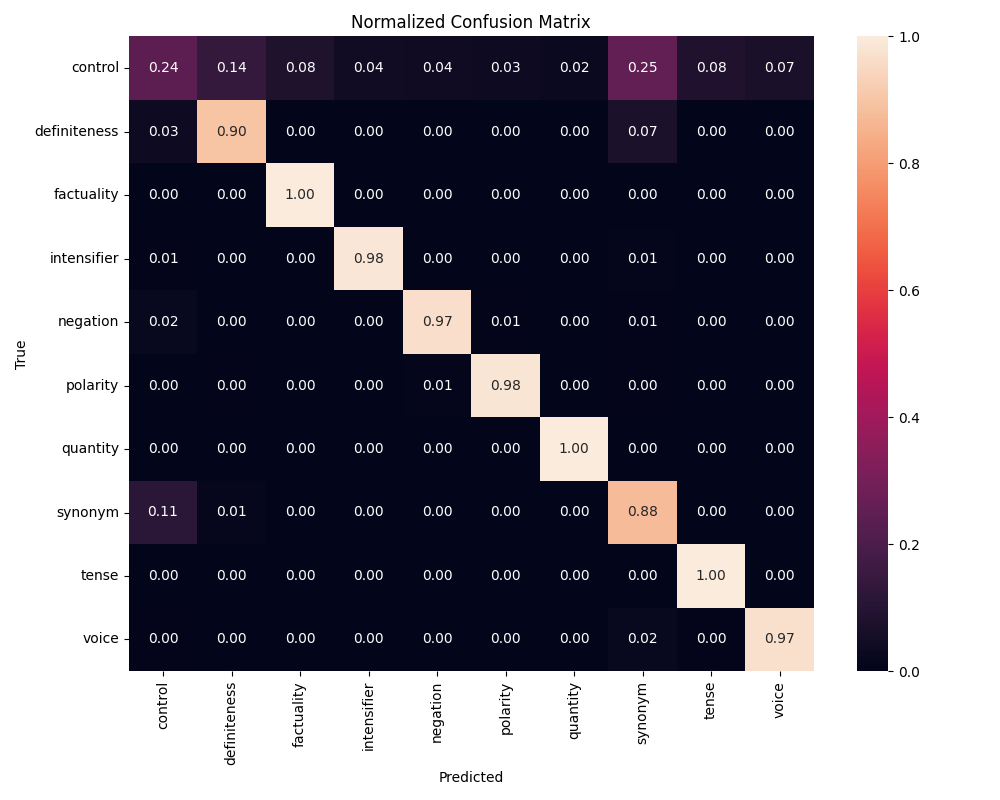 Normalized Confusion Matrix
control 0.24 0.14 0.08 0.04 0.04 0.03 0.02 0.25 0.08 0.07
definiteness 0.03 0.90 0.00 0.00 0.00 0.00 0.00 0.07 0.00 0.00
factuality 0.00 0.00 1.00 0.00 0.00 0.00 0.00 0.00 0.00 0.00
intensifier 0.01 0.00 0.00 0.98 0.00 0.00 0.00 0.01 0.00 0.00
negation 0.02 0.00 0.00 0.00 0.97 0.01 0.00 0.01 0.00 0.00
polarity 0.00 0.00 0.00 0.00 0.01 0.98 0.00 0.00 0.00 0.00
quantity 0.00 0.00 0.00 0.00 0.00 0.00 1.00 0.00 0.00 0.00
synonym 0.11 0.01 0.00 0.00 0.00 0.00 0.00 0.88 0.00 0.00
tense 0.00 0.00 0.00 0.00 0.00 0.00 0.00 0.00 1.00 0.00
voice 0.00 0.00 0.00 0.00 0.00 0.00 0.00 0.02 0.00 0.97
True
control definiteness factuality intensifier negation polarity quantity synonym tense voice
Predicted
1.0
0.8
0.6
0.4
0.2
0.0